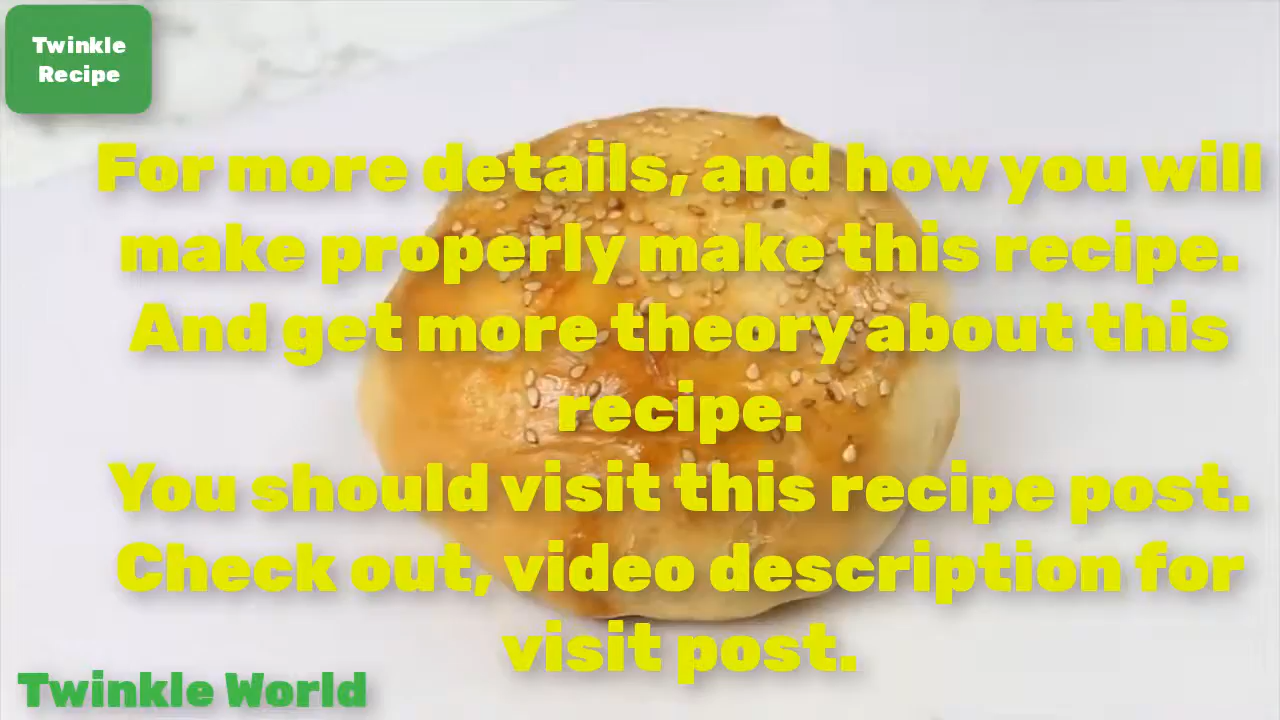 Twinkle
Recipe
For more details, and how you will
make properly make this recipe.
And get more theory about this
recipe.
You should visit this recipe post.
Check out, video description for
visit post.
Twinkle World